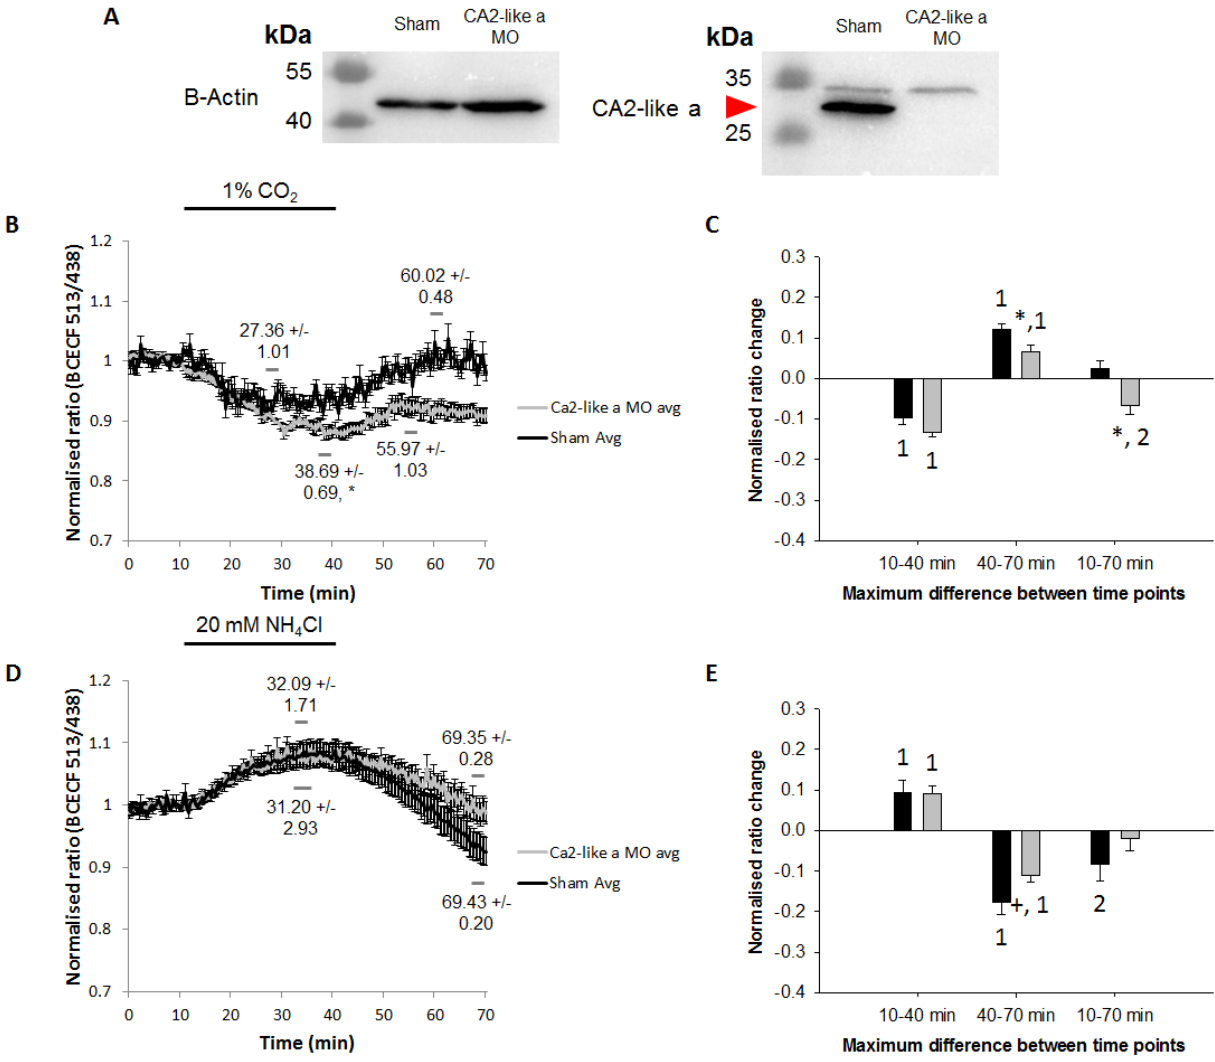 A
kDa
Sham
CA2-like a
MO
55
B-Actin
40
kDa
Sham
CA2-like a
MO
35
CA2-like a
25
1% CO2
B
Normalised ratio (BCECF 513/438)
1.2
1.1
1
0.9
0.8
0.7
27.36 +/-
1.01
60.02 +/-
0.48
38.69 +/-
0.69, *
55.97 +/-
1.03
Ca2-like a MO avg
Sham Avg
0 10 20 30 40 50 60 70
Time (min)
C
Normalised ratio change
0.3
0.2
0.1
0.0
-0.1
-0.2
-0.3
-0.4
1
*,1
1
1
*, 2
10-40 min 40-70 min 10-70 min
Maximum difference between time points
20 mM NH4Cl
D
Normalised ratio (BCECF 513/438)
1.2
1.1
1
0.9
0.8
0.7
32.09 +/-
1.71
69.35 +/-
0.28
31.20 +/-
2.93
69.43 +/-
0.20
Ca2-like a MO avg
Sham Avg
0 10 20 30 40 50 60 70
Time (min)
E
Normalised ratio change
0.3
0.2
0.1
0.0
-0.1
-0.2
-0.3
-0.4
1 1
+, 1
1
2
10-40 min 40-70 min 10-70 min
Maximum difference between time points